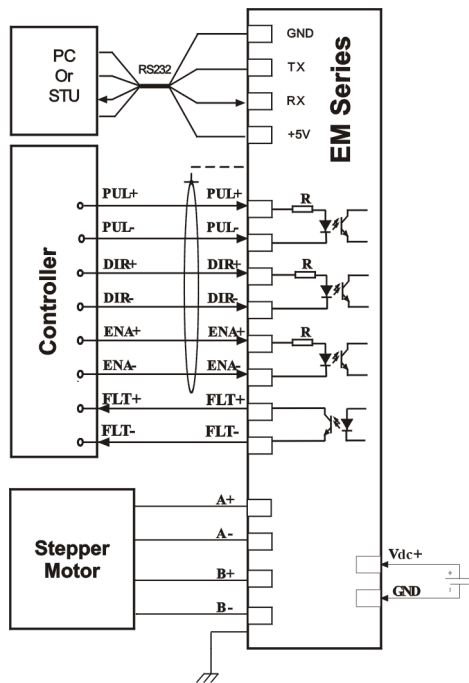 PC
Or
STU
RS232
GND
TX
RX
+5V
EM Series
Controller
PUL+ PUL+ R
PUL- PUL-
DIR+ DIR+ R
DIR- DIR-
ENA+ ENA+ R
ENA- ENA-
FLT+ FLT+
FLT- FLT-
Stepper
Motor
A+
A-
B+
B-
Vdc+
GND
+
-